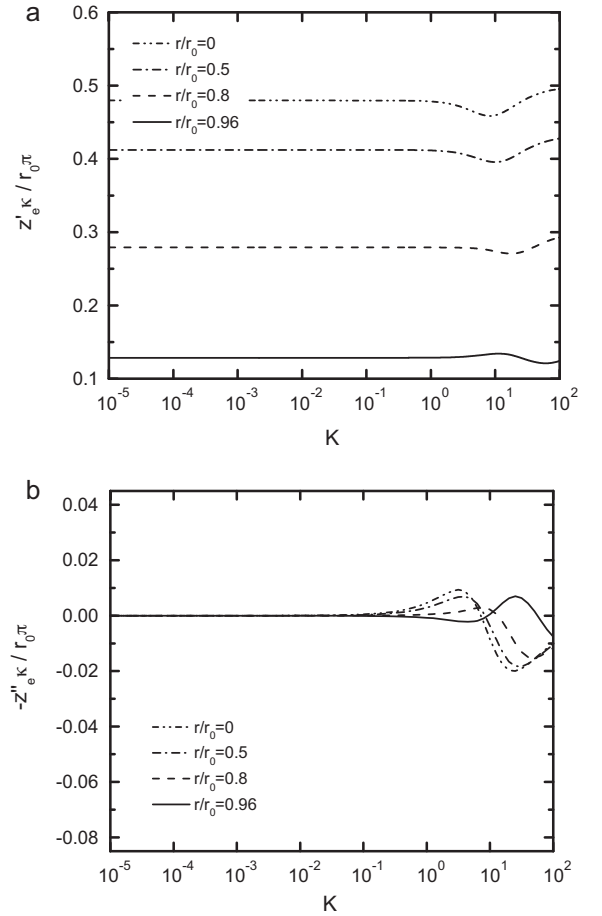 a
0.6
0.5
0.4
0.3
0.2
0.1
z'ₑκ / r₀π
r/r₀=0
r/r₀=0.5
r/r₀=0.8
r/r₀=0.96
10⁻⁵ 10⁻⁴ 10⁻³ 10⁻² 10⁻¹ 10⁰ 10¹ 10²
K
b
0.04
0.02
0.00
-0.02
-0.04
-0.06
-0.08
-z''ₑκ / r₀π
r/r₀=0
r/r₀=0.5
r/r₀=0.8
r/r₀=0.96
10⁻⁵ 10⁻⁴ 10⁻³ 10⁻² 10⁻¹ 10⁰ 10¹ 10²
K